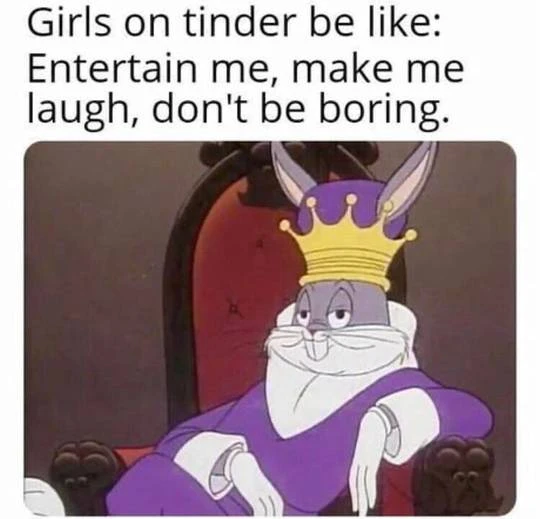 Girls on tinder be like:
Entertain me, make me
laugh, don't be boring.